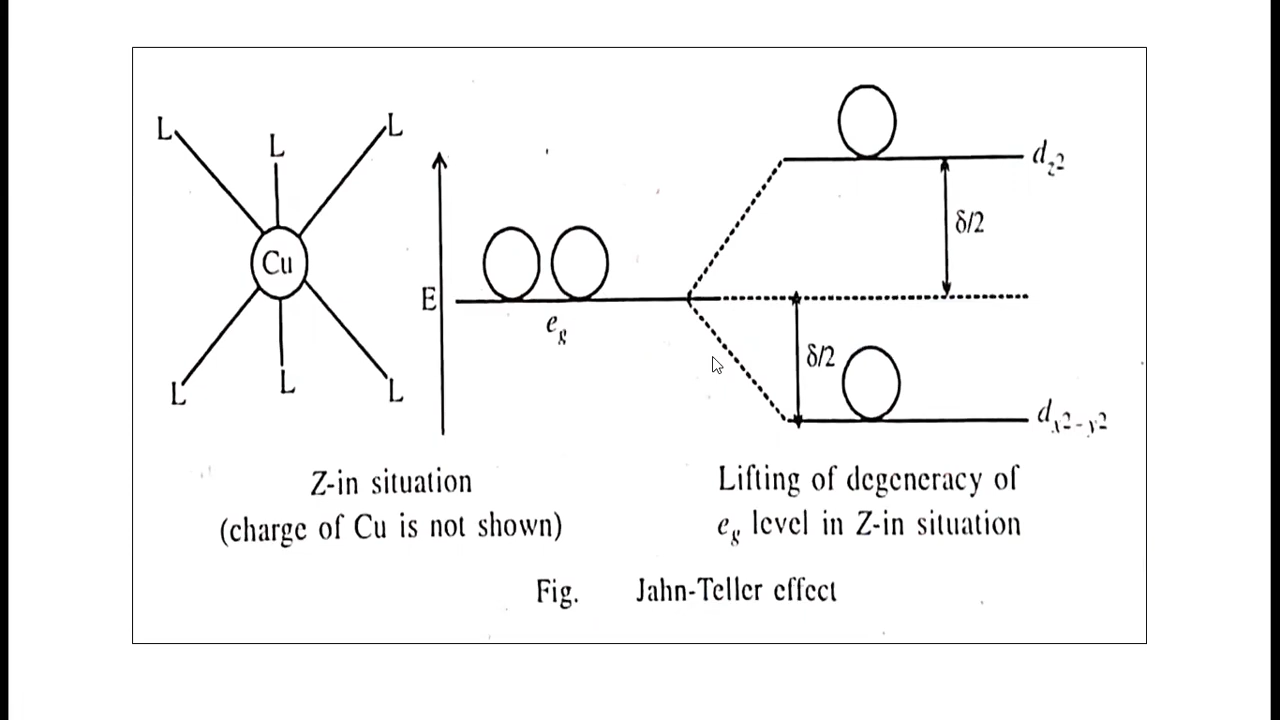 L
L
L
Cu
L
L
L
E
e_g
d_z²
δ/2
δ/2
d_x²-y²
Z-in situation
(charge of Cu is not shown)
Lifting of degeneracy of
e_g level in Z-in situation
Fig. Jahn-Teller effect